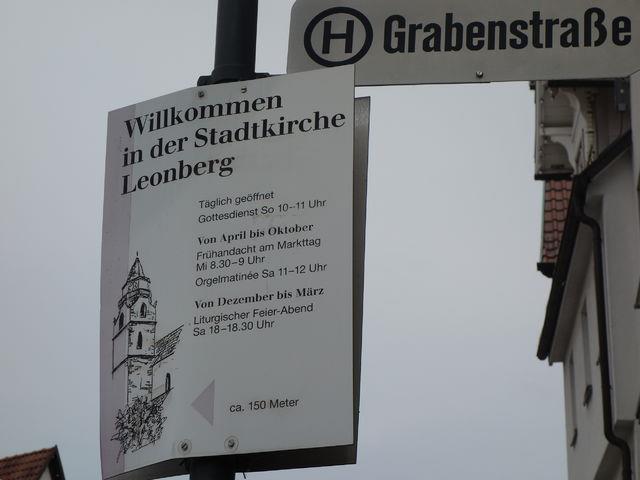 H Grabenstraße
Willkommen
in der Stadtkirche
Leonberg
Täglich geöffnet
Gottesdienst So 10–11 Uhr
Von April bis Oktober
Frühandacht am Markttag
Mi 8.30–9 Uhr
Orgelmatinée Sa 11–12 Uhr
Von Dezember bis März
Liturgischer Feier-Abend
Sa 18–18.30 Uhr
ca. 150 Meter